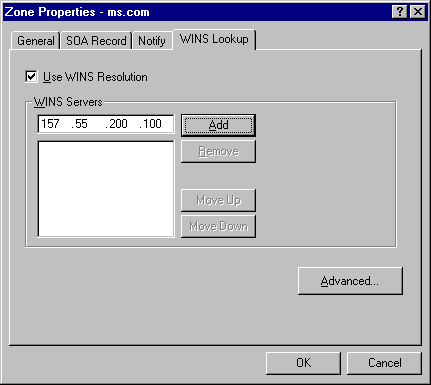 Zone Properties - ms.com
General SOA Record Notify WINS Lookup
Use WINS Resolution
WINS Servers
157 .55 .200 .100 Add
Remove
Move Up
Move Down
Advanced...
OK Cancel